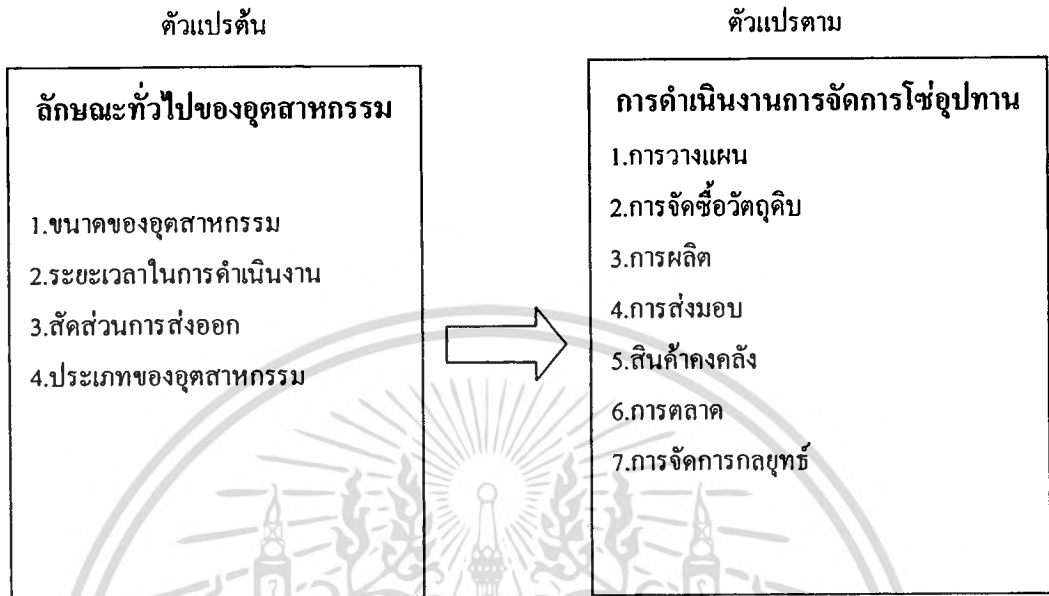 ตัวแปรต้น
ลักษณะทั่วไปของอุตสาหกรรม
1.ขนาดของอุตสาหกรรม
2.ระยะเวลาในการดำเนินงาน
3.สัดส่วนการส่งออก
4.ประเภทของอุตสาหกรรม
ตัวแปรตาม
การดำเนินงานการจัดการโซ่อุปทาน
1.การวางแผน
2.การจัดซื้อวัตถุดิบ
3.การผลิต
4.การส่งมอบ
5.สินค้าคงคลัง
6.การตลาด
7.การจัดการกลยุทธ์